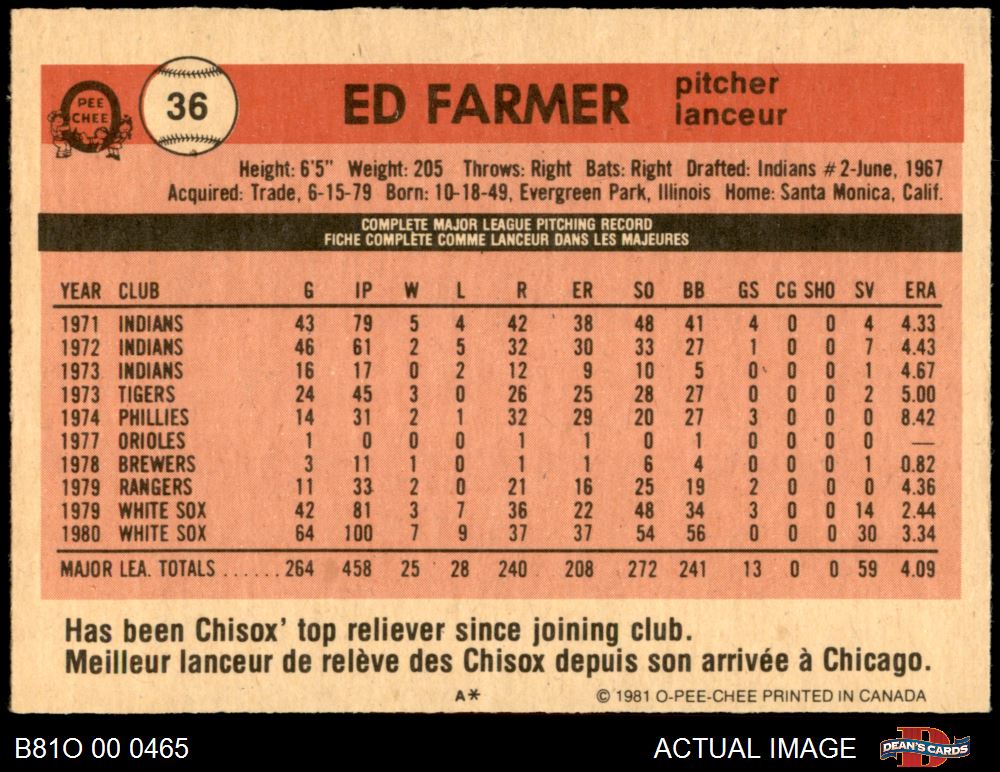 PEE
CHEE
36
ED FARMER
pitcher
lanceur
Height: 6'5" Weight: 205 Throws: Right Bats: Right Drafted: Indians #2-June, 1967
Acquired: Trade, 6-15-79 Born: 10-18-49, Evergreen Park, Illinois Home: Santa Monica, Calif.
COMPLETE MAJOR LEAGUE PITCHING RECORD
FICHE COMPLÈTE COMME LANCEUR DANS LES MAJEURES
YEAR CLUB G IP W L R ER SO BB GS CG SHO SV ERA
1971 INDIANS 43 79 5 4 42 38 48 41 4 0 0 4 4.33
1972 INDIANS 46 61 2 5 32 30 33 27 1 0 0 7 4.43
1973 INDIANS 16 17 0 2 12 9 10 5 0 0 0 1 4.67
1973 TIGERS 24 45 3 0 26 25 28 27 0 0 0 2 5.00
1974 PHILLIES 14 31 2 1 32 29 20 27 3 0 0 0 8.42
1977 ORIOLES 1 0 0 0 1 1 0 1 0 0 0 0 —
1978 BREWERS 3 11 1 0 1 1 6 4 0 0 0 1 0.82
1979 RANGERS 11 33 2 0 21 16 25 19 2 0 0 0 4.36
1979 WHITE SOX 42 81 3 7 36 22 48 34 3 0 0 14 2.44
1980 WHITE SOX 64 100 7 9 37 37 54 56 0 0 0 30 3.34
MAJOR LEA. TOTALS ...... 264 458 25 28 240 208 272 241 13 0 0 59 4.09
Has been Chisox' top reliever since joining club.
Meilleur lanceur de relève des Chisox depuis son arrivée à Chicago.
A* © 1981 O-PEE-CHEE PRINTED IN CANADA
B81O 00 0465 ACTUAL IMAGE D DEAN'S CARDS